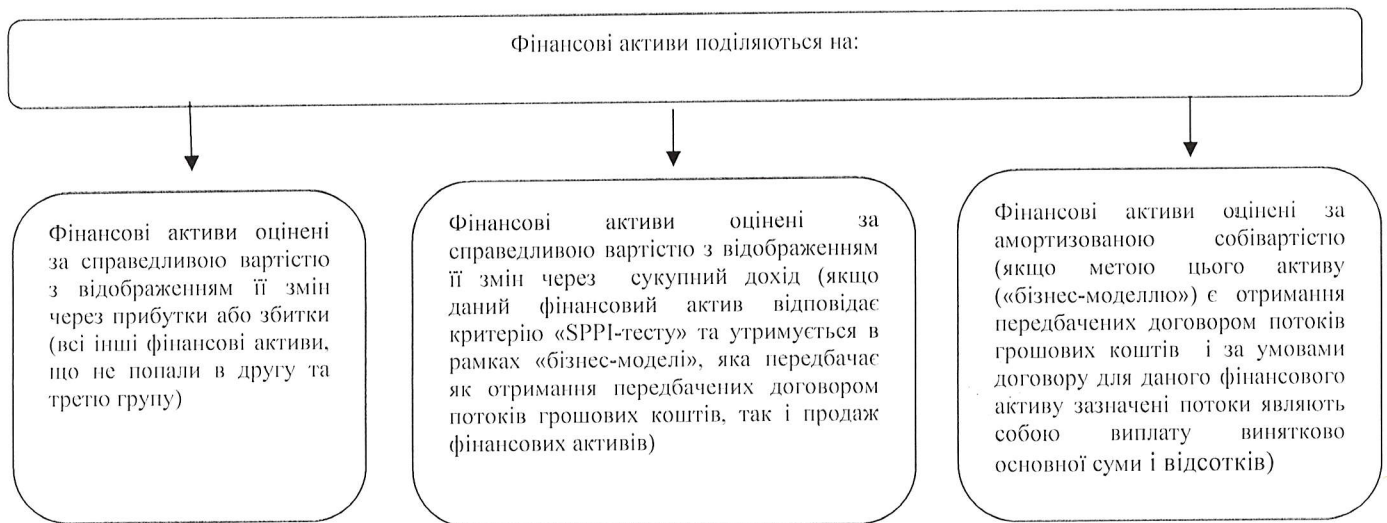 Фінансові активи поділяються на:
Фінансові активи оцінені
за справедливою вартістю
з відображенням її змін
через прибутки або збитки
(всі інші фінансові активи,
що не попали в другу та
третю групу)
Фінансові активи оцінені за
справедливою вартістю з відображенням
її змін через сукупний дохід (якщо
даний фінансовий актив відповідає
критерію «SPPI-тесту» та утримується в
рамках «бізнес-моделі», яка передбачає
як отримання передбачених договором
потоків грошових коштів, так і продаж
фінансових активів)
Фінансові активи оцінені за
амортизованою собівартістю
(якщо метою цього активу
(«бізнес-моделлю») є отримання
передбачених договором потоків
грошових коштів і за умовами
договору для даного фінансового
активу зазначені потоки являють
собою виплату винятково
основної суми і відсотків)